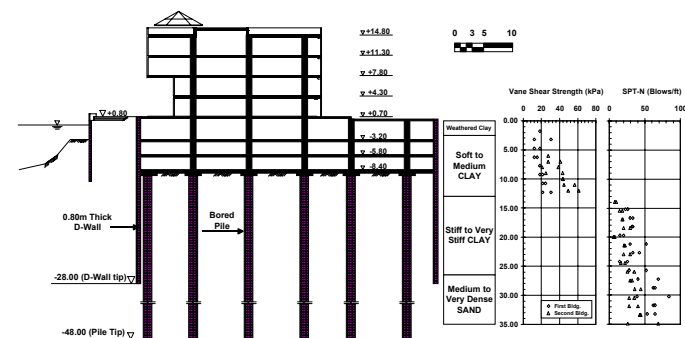 +14.80
+11.30
+7.80
+4.30
+0.70
+0.80
-3.20
-5.80
-8.40
0 3 5 10
0.80m Thick
D-Wall
Bored
Pile
-28.00 (D-Wall tip)
-48.00 (Pile Tip)
Weathered Clay
Soft to
Medium
CLAY
Stiff to Very
Stiff CLAY
Medium to
Very Dense
SAND
Vane Shear Strength (kPa)
0 20 40 60 80
0.00
5.00
10.00
15.00
20.00
25.00
30.00
35.00
First Bldg.
Second Bldg.
SPT-N (Blows/ft)
0 50 100